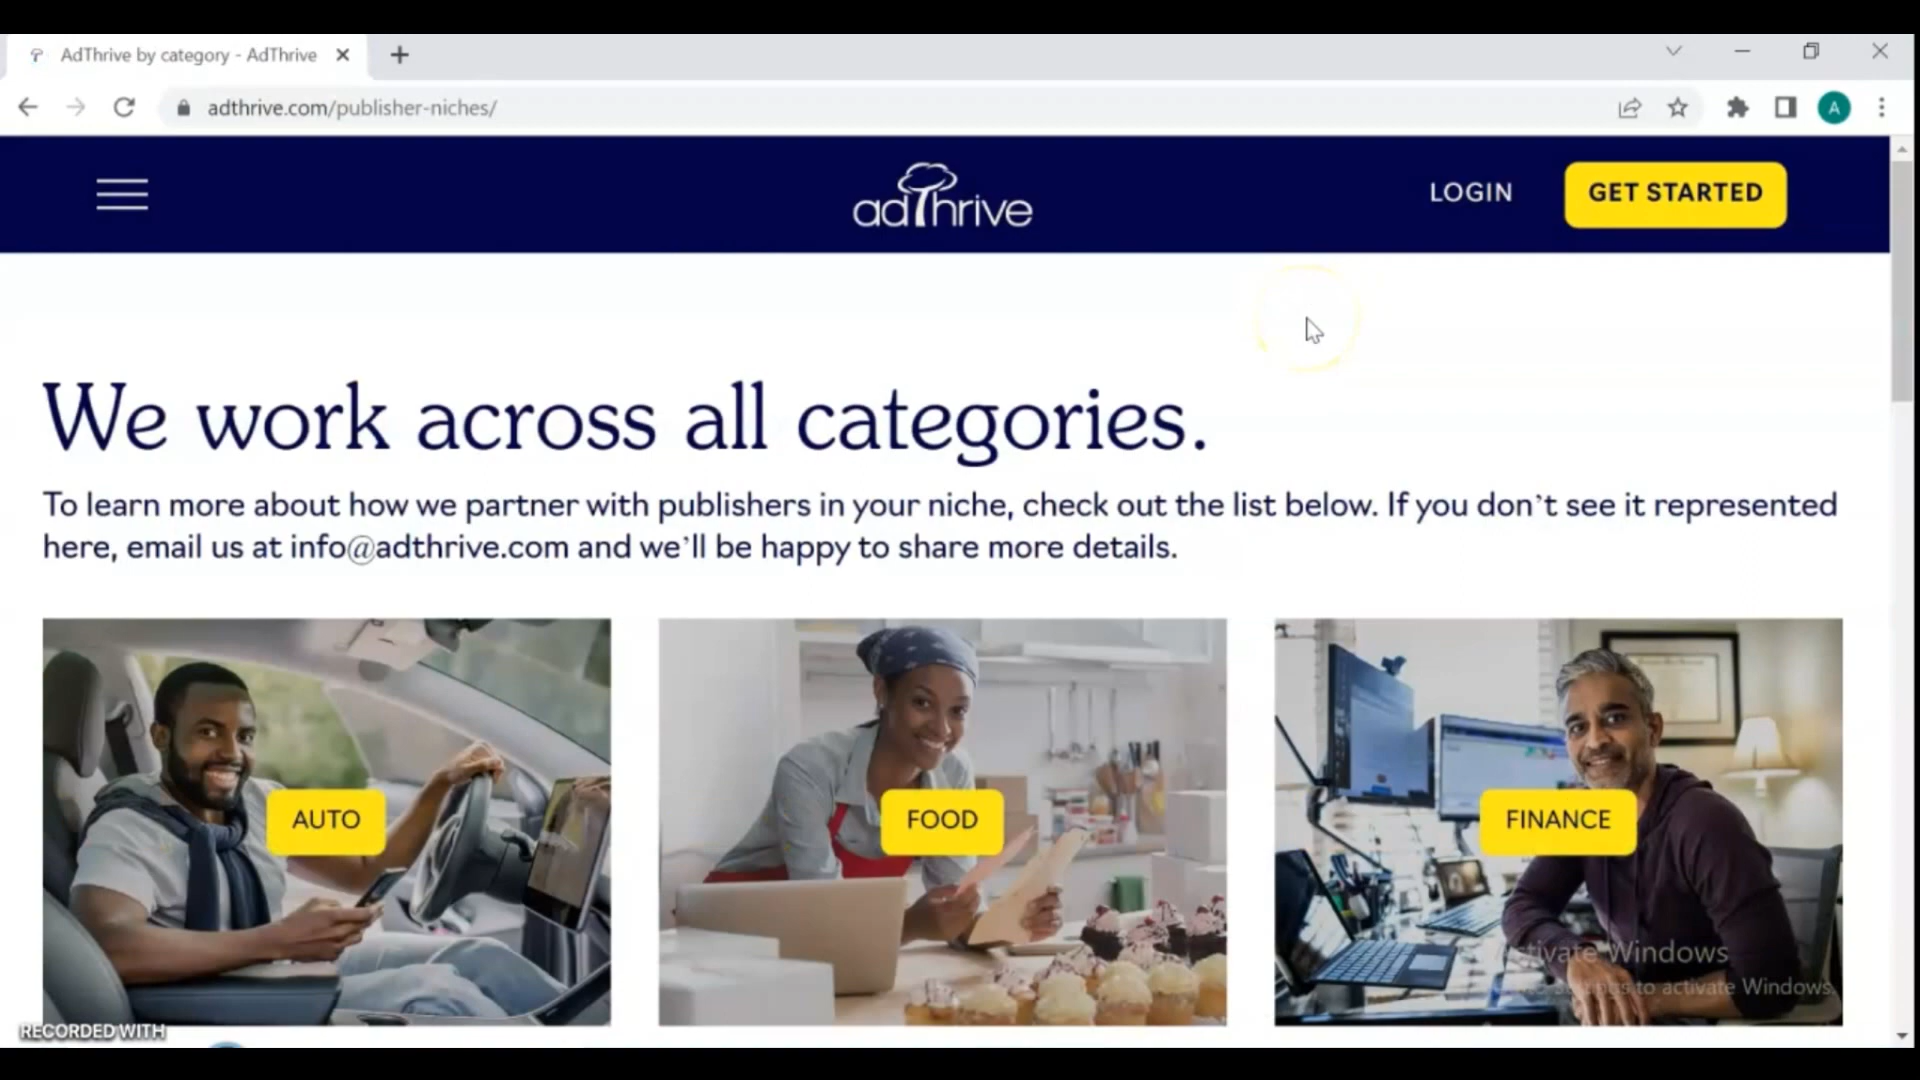 AdThrive by category - AdThrive
adthrive.com/publisher-niches/
A
adThrive
LOGIN
GET STARTED
We work across all categories.
To learn more about how we partner with publishers in your niche, check out the list below. If you don't see it represented
here, email us at info@adthrive.com and we'll be happy to share more details.
AUTO
FOOD
FINANCE
Windows
to activate Windows.
RECORDED WITH